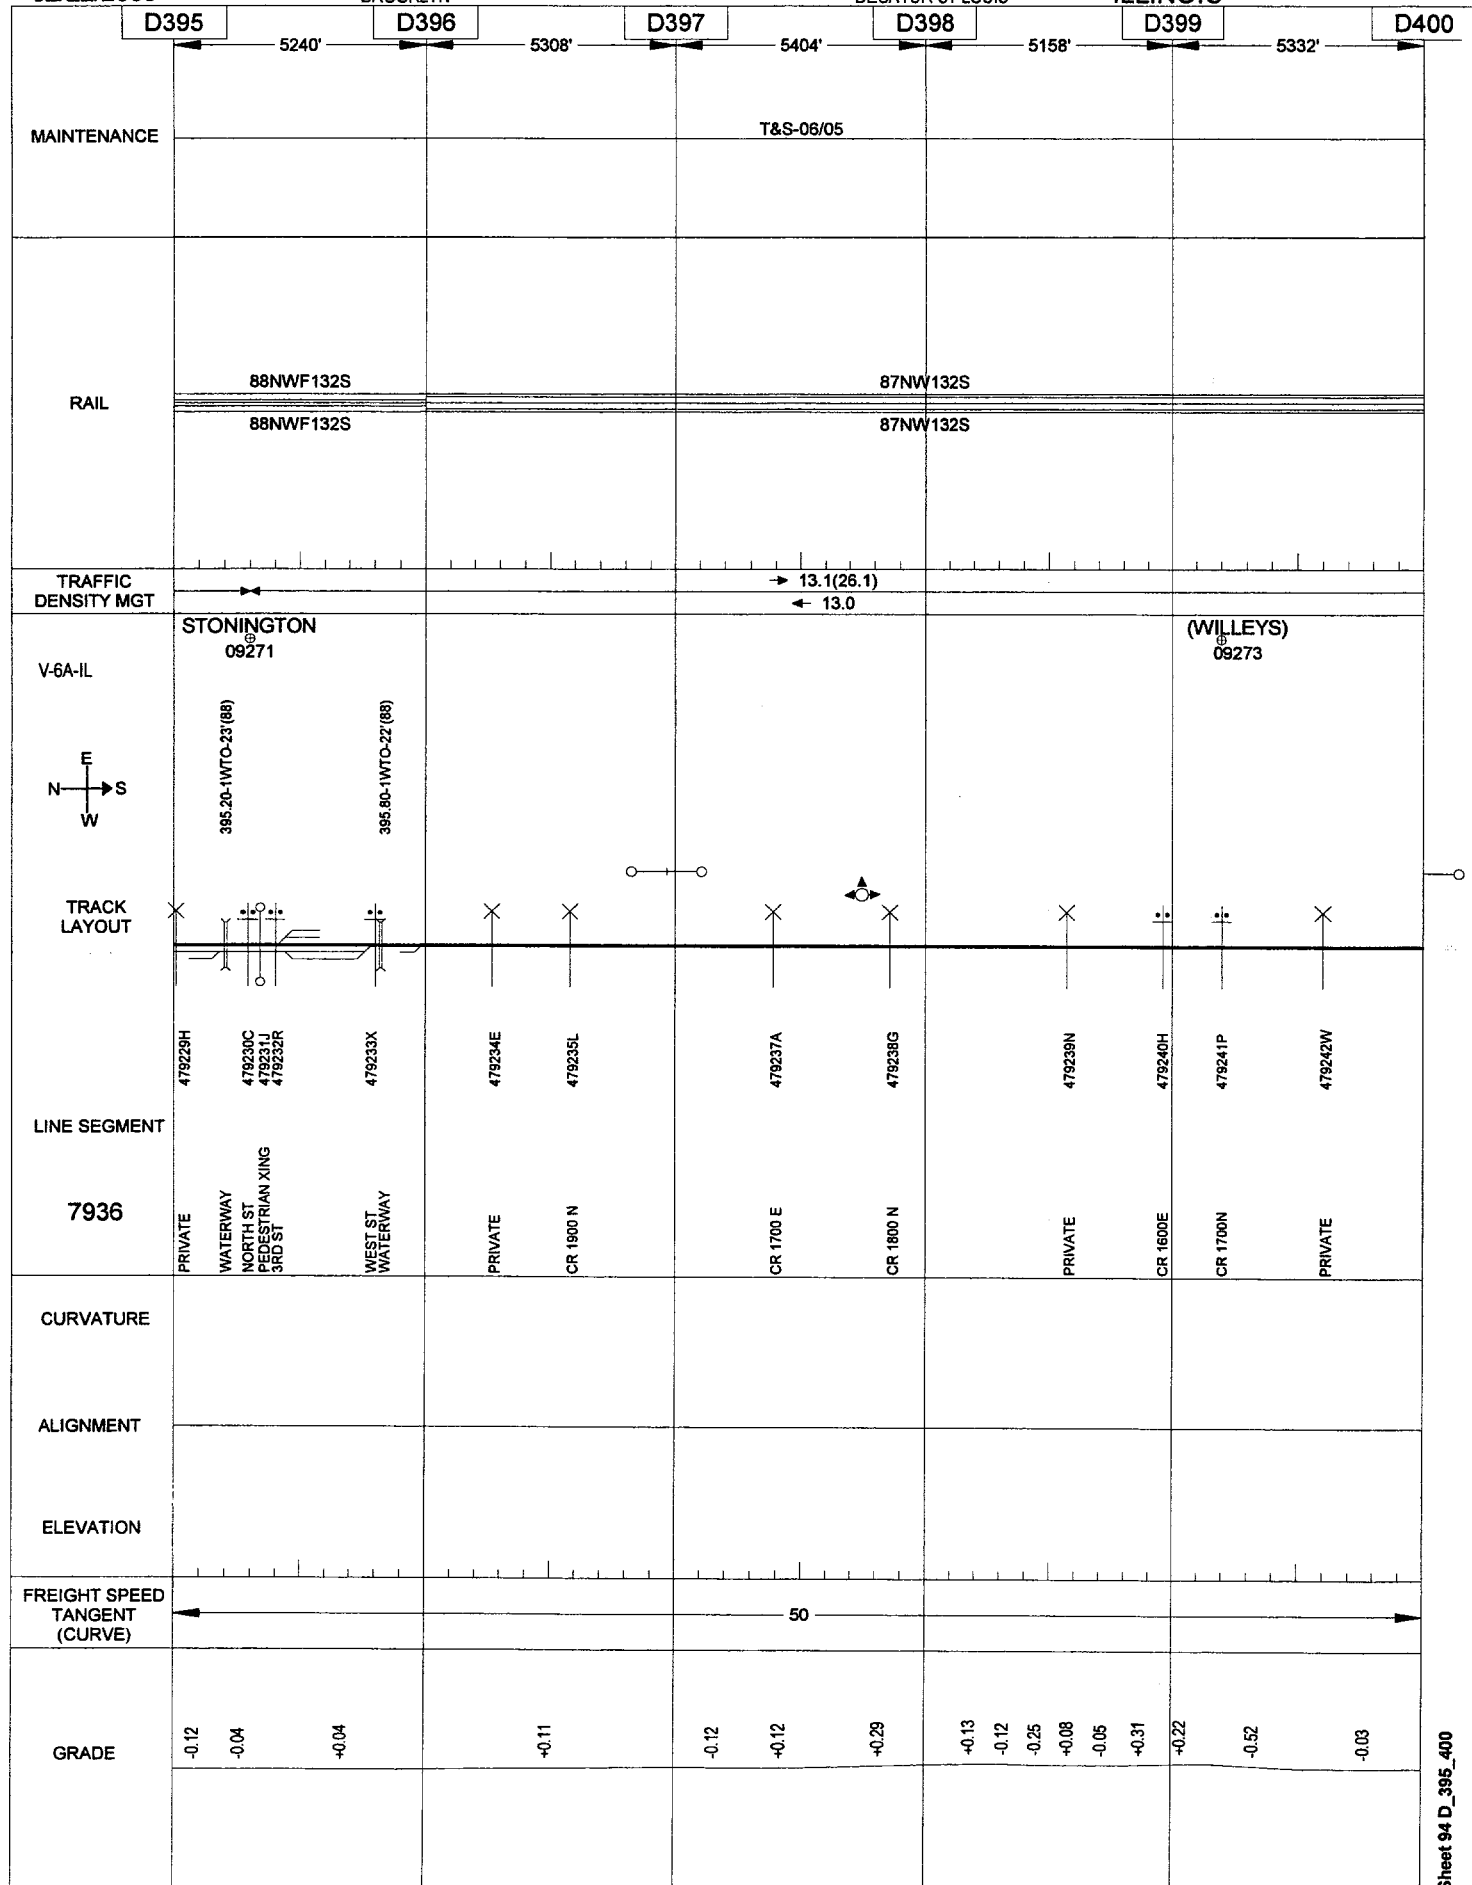 ILLINOIS
D395 D396 D397 D398 D399 D400
5240' 5308' 5404' 5158' 5332'
MAINTENANCE
T&S-06/05
88NWF132S 87NW132S
RAIL
88NWF132S 87NW132S
TRAFFIC
DENSITY MGT
13.1(26.1)
13.0
STONINGTON
09271
(WILLEYS)
09273
V-6A-IL
395.20-1WTO-23'(88)
395.80-1WTO-22'(88)
E
N S
W
TRACK
LAYOUT
479229H
479230C
479231J
479232R
479233X
479234E
479235L
479237A
479238G
479239N
479240H
479241P
479242W
LINE SEGMENT
7936
PRIVATE
WATERWAY
NORTH ST
PEDESTRIAN XING
3RD ST
WEST ST
WATERWAY
PRIVATE
CR 1900 N
CR 1700 E
CR 1800 N
PRIVATE
CR 1600E
CR 1700N
PRIVATE
CURVATURE
ALIGNMENT
ELEVATION
FREIGHT SPEED
TANGENT
(CURVE)
50
GRADE
-0.12
-0.04
+0.04
+0.11
-0.12
+0.12
+0.29
+0.13
-0.12
-0.25
+0.08
-0.05
+0.31
+0.22
-0.52
-0.03
Sheet 94 D_395_400